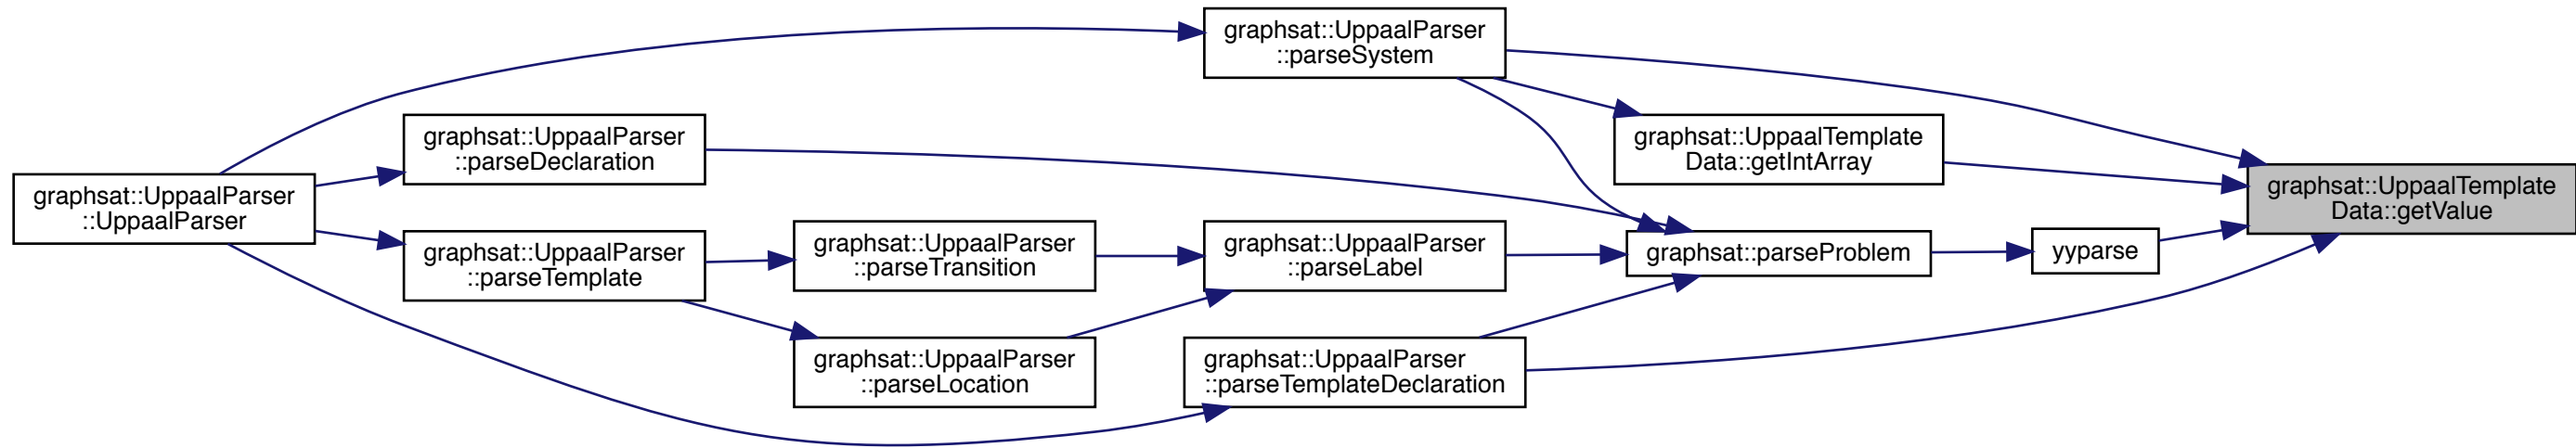 graphsat::UppaalParser
::UppaalParser
graphsat::UppaalParser
::parseDeclaration
graphsat::UppaalParser
::parseTemplate
graphsat::UppaalParser
::parseTransition
graphsat::UppaalParser
::parseLocation
graphsat::UppaalParser
::parseSystem
graphsat::UppaalParser
::parseLabel
graphsat::UppaalParser
::parseTemplateDeclaration
graphsat::UppaalTemplate
Data::getIntArray
graphsat::parseProblem
yyparse
graphsat::UppaalTemplate
Data::getValue